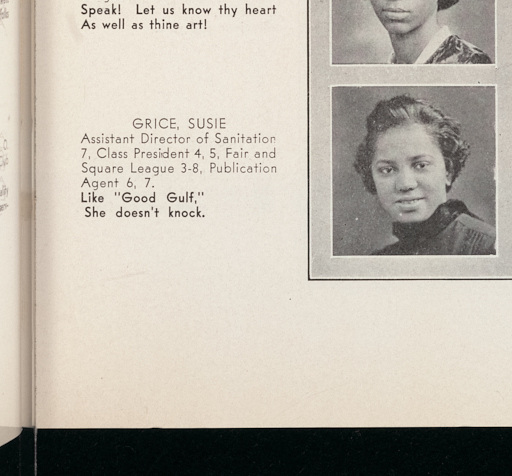 Speak! Let us know thy heart
As well as thine art!
GRICE, SUSIE
Assistant Director of Sanitation
7, Class President 4, 5, Fair and
Square League 3-8, Publication
Agent 6, 7.
Like "Good Gulf,"
She doesn't knock.